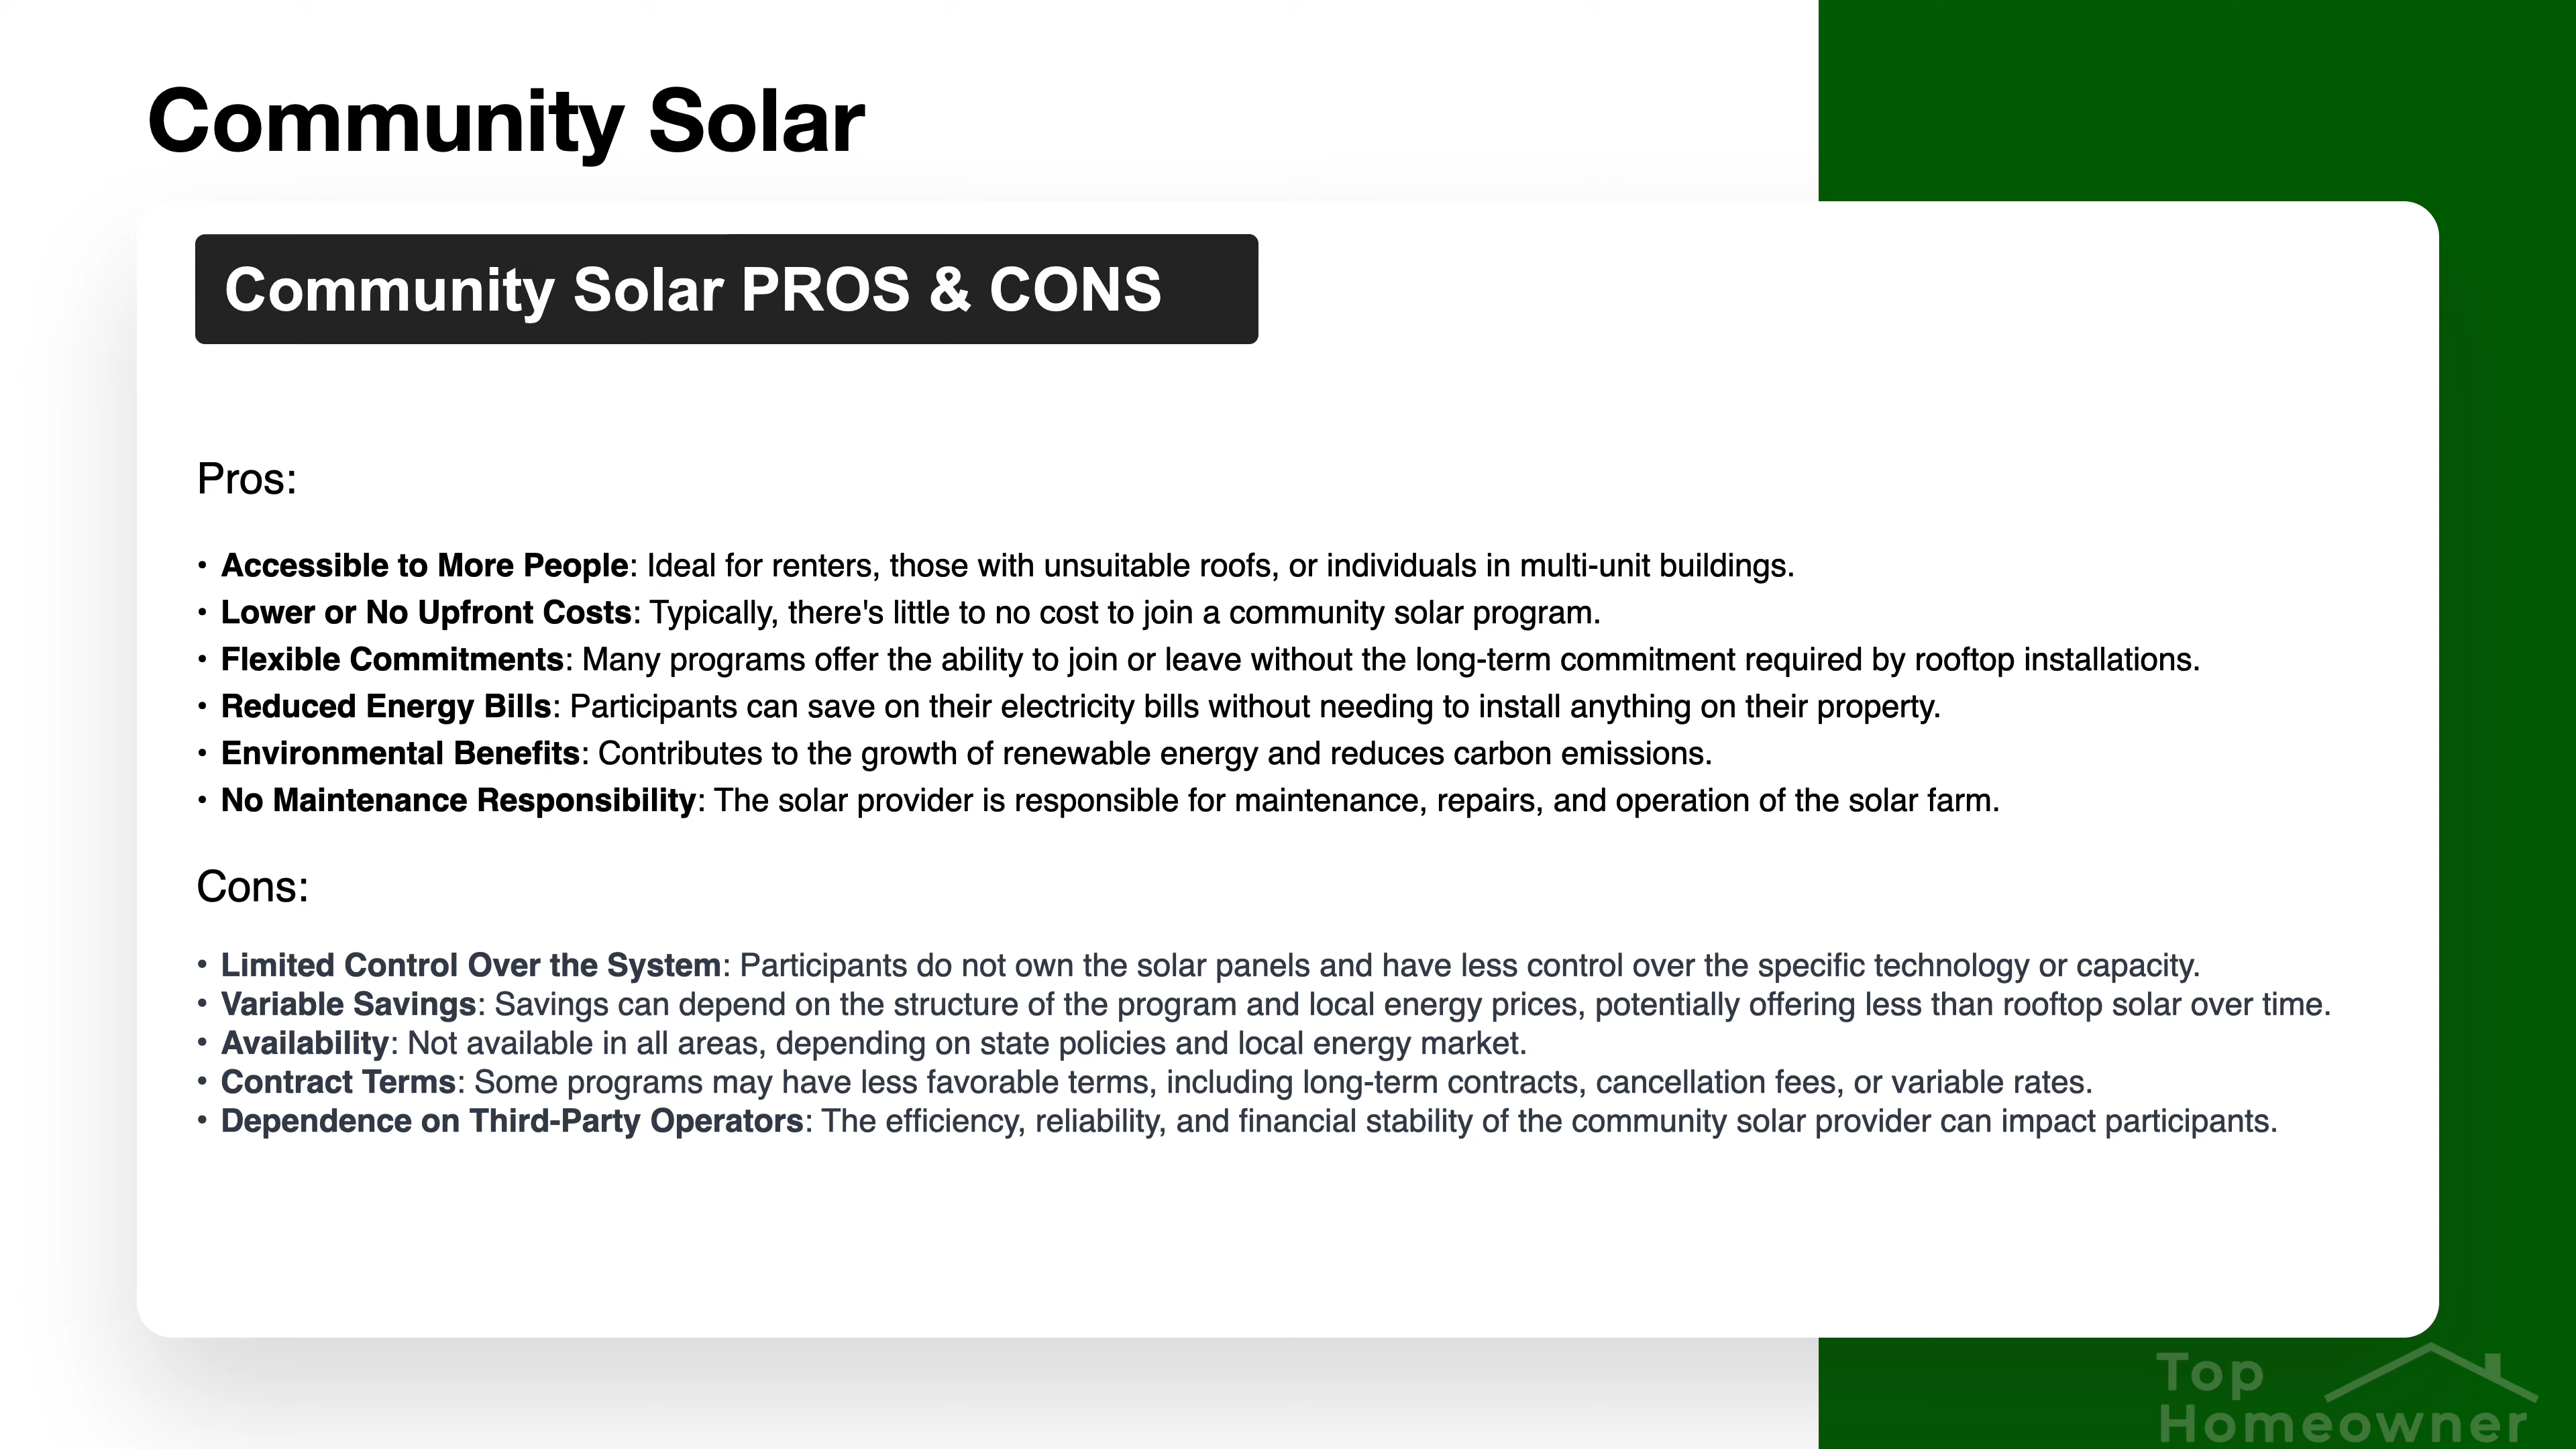 Community Solar
Community Solar PROS & CONS
Pros:
• Accessible to More People: Ideal for renters, those with unsuitable roofs, or individuals in multi-unit buildings.
• Lower or No Upfront Costs: Typically, there's little to no cost to join a community solar program.
• Flexible Commitments: Many programs offer the ability to join or leave without the long-term commitment required by rooftop installations.
• Reduced Energy Bills: Participants can save on their electricity bills without needing to install anything on their property.
• Environmental Benefits: Contributes to the growth of renewable energy and reduces carbon emissions.
• No Maintenance Responsibility: The solar provider is responsible for maintenance, repairs, and operation of the solar farm.
Cons:
• Limited Control Over the System: Participants do not own the solar panels and have less control over the specific technology or capacity.
• Variable Savings: Savings can depend on the structure of the program and local energy prices, potentially offering less than rooftop solar over time.
• Availability: Not available in all areas, depending on state policies and local energy market.
• Contract Terms: Some programs may have less favorable terms, including long-term contracts, cancellation fees, or variable rates.
• Dependence on Third-Party Operators: The efficiency, reliability, and financial stability of the community solar provider can impact participants.
Top
Homeowner